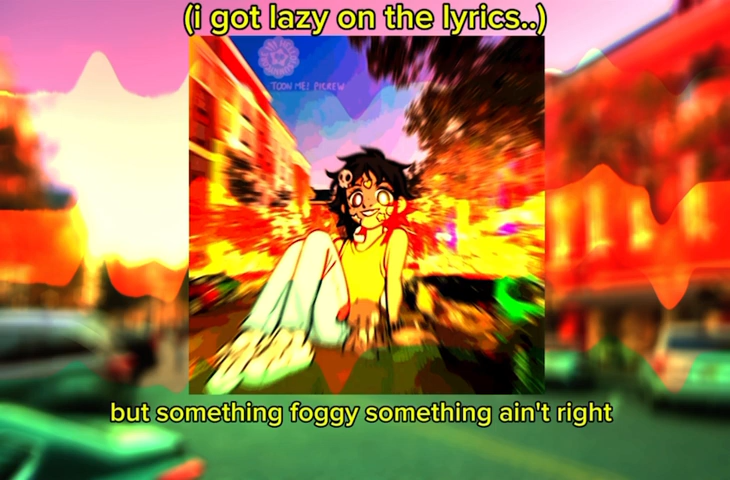 (i got lazy on the lyrics..)
TOON ME! PICREW
but something foggy something ain't right